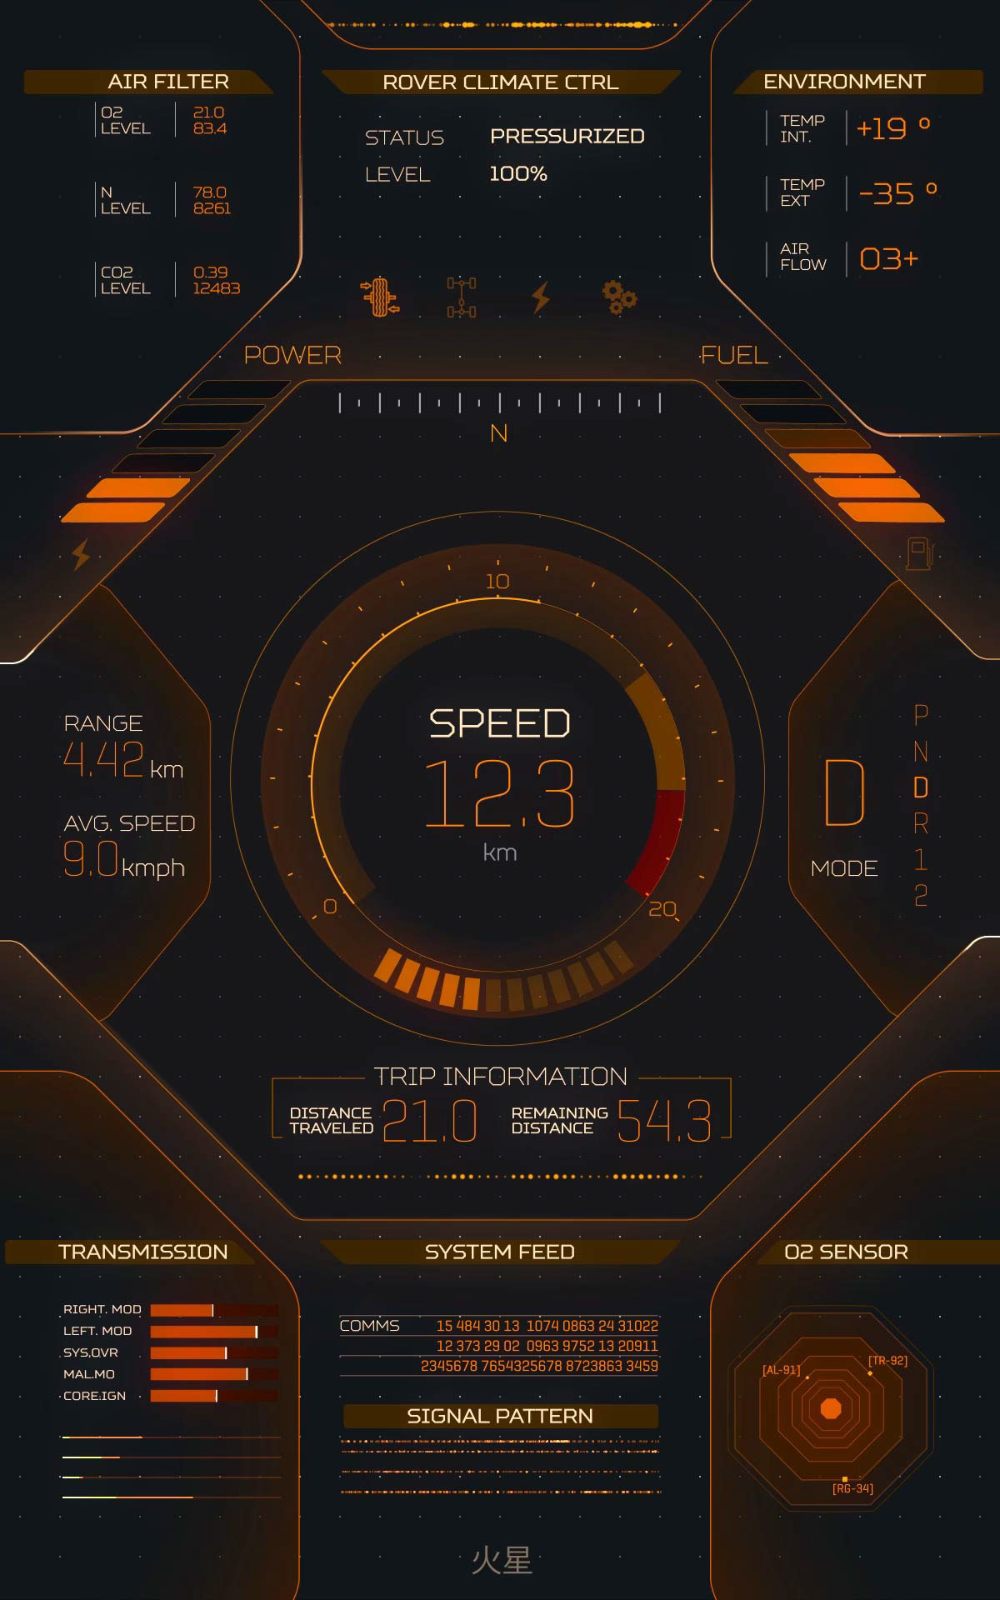 AIR FILTER
O2
LEVEL
21.0
83.4
N
LEVEL
78.0
8261
CO2
LEVEL
0.39
12483
ROVER CLIMATE CTRL
STATUS PRESSURIZED
LEVEL 100%
ENVIRONMENT
TEMP
INT.
+19 °
TEMP
EXT
-35 °
AIR
FLOW
03+
POWER
FUEL
N
10
0
20
SPEED
12.3
km
RANGE
4.42 km
AVG. SPEED
9.0 kmph
D
MODE
P
N
D
R
1
2
TRIP INFORMATION
DISTANCE
TRAVELED
21.0
REMAINING
DISTANCE
54.3
TRANSMISSION
RIGHT. MOD
LEFT. MOD
SYS.OVR
MAL.MO
CORE.IGN
SYSTEM FEED
COMMS 15 484 30 13 1074 0863 24 31022
12 373 29 02 0963 9752 13 20911
2345678 7654325678 8723863 3459
SIGNAL PATTERN
O2 SENSOR
[AL-91]
[TR-92]
[RG-34]
火星